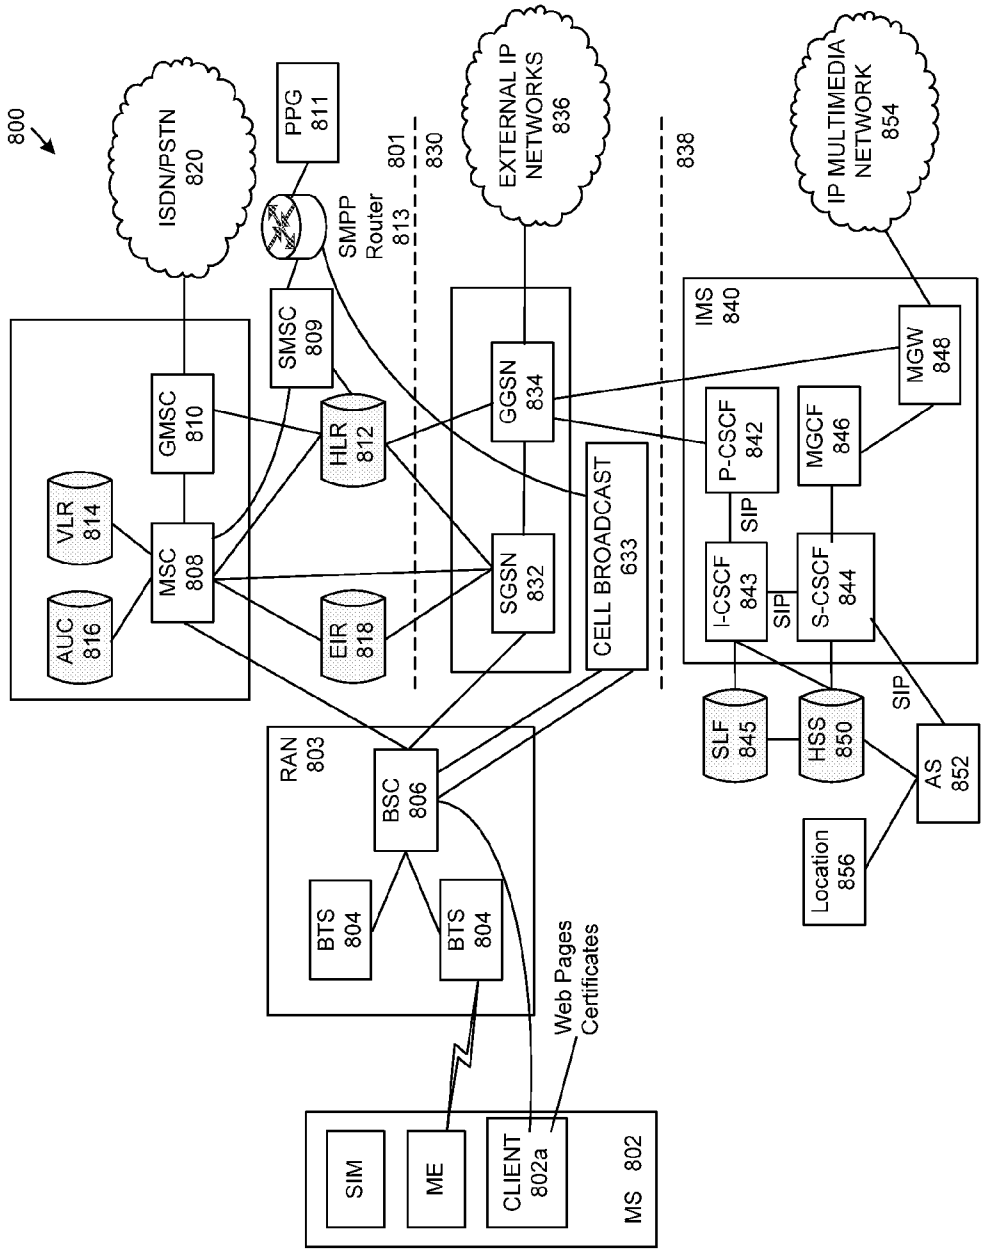 800
ISDN/PSTN
820
PPG
811
SMPP
Router
813
801
830
EXTERNAL IP
NETWORKS
836
838
IP MULTIMEDIA
NETWORK
854
VLR
814
AUC
816
GMSC
810
MSC
808
SMSC
809
HLR
812
EIR
818
GGSN
834
SGSN
832
CELL BROADCAST
633
IMS
840
P-CSCF
842
MGCF
846
MGW
848
SIP
I-CSCF
843
SIP
S-CSCF
844
SIP
SLF
845
HSS
850
AS
852
Location
856
RAN
803
BSC
806
BTS
804
BTS
804
Web Pages
Certificates
SIM
ME
CLIENT
802a
MS 802